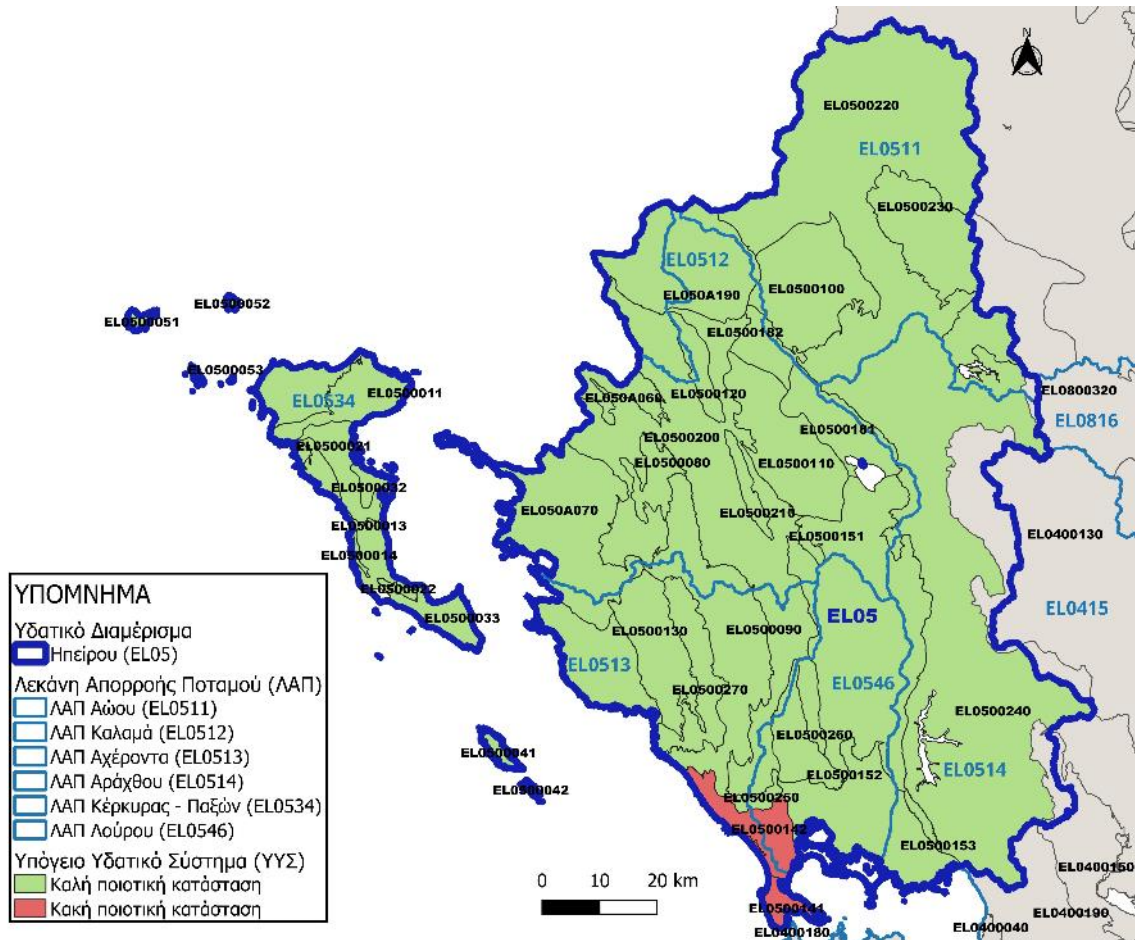 N
EL0500220
EL0511
EL0500230
EL0512
EL050A190
EL0500100
EL0500052
EL0500051
EL0500182
EL0500053
EL0500011
EL0534
EL0800320
EL0816
EL050A060
EL0500120
EL0500200
EL0500181
EL0500021
EL0500080
EL0500110
EL0500032
EL050A070
EL0500210
EL0500013
EL0500151
EL0400130
EL0500014
EL0500022
EL0500033
EL0415
EL05
EL0500130
EL0500090
EL0513
EL0546
EL0500270
EL0500240
EL0500041
EL0500260
EL0500042
EL0500152
EL0514
EL0500250
EL0500142
EL0500153
EL0400150
EL0500141
EL0400190
EL0400180
EL0400040
ΥΠΟΜΝΗΜΑ
Υδατικό Διαμέρισμα
Ηπείρου (EL05)
Λεκάνη Απορροής Ποταμού (ΛΑΠ)
ΛΑΠ Αώου (EL0511)
ΛΑΠ Καλαμά (EL0512)
ΛΑΠ Αχέροντα (EL0513)
ΛΑΠ Αράχθου (EL0514)
ΛΑΠ Κέρκυρας - Παξών (EL0534)
ΛΑΠ Λούρου (EL0546)
Υπόγειο Υδατικό Σύστημα (ΥΥΣ)
Καλή ποιοτική κατάσταση
Κακή ποιοτική κατάσταση
0 10 20 km